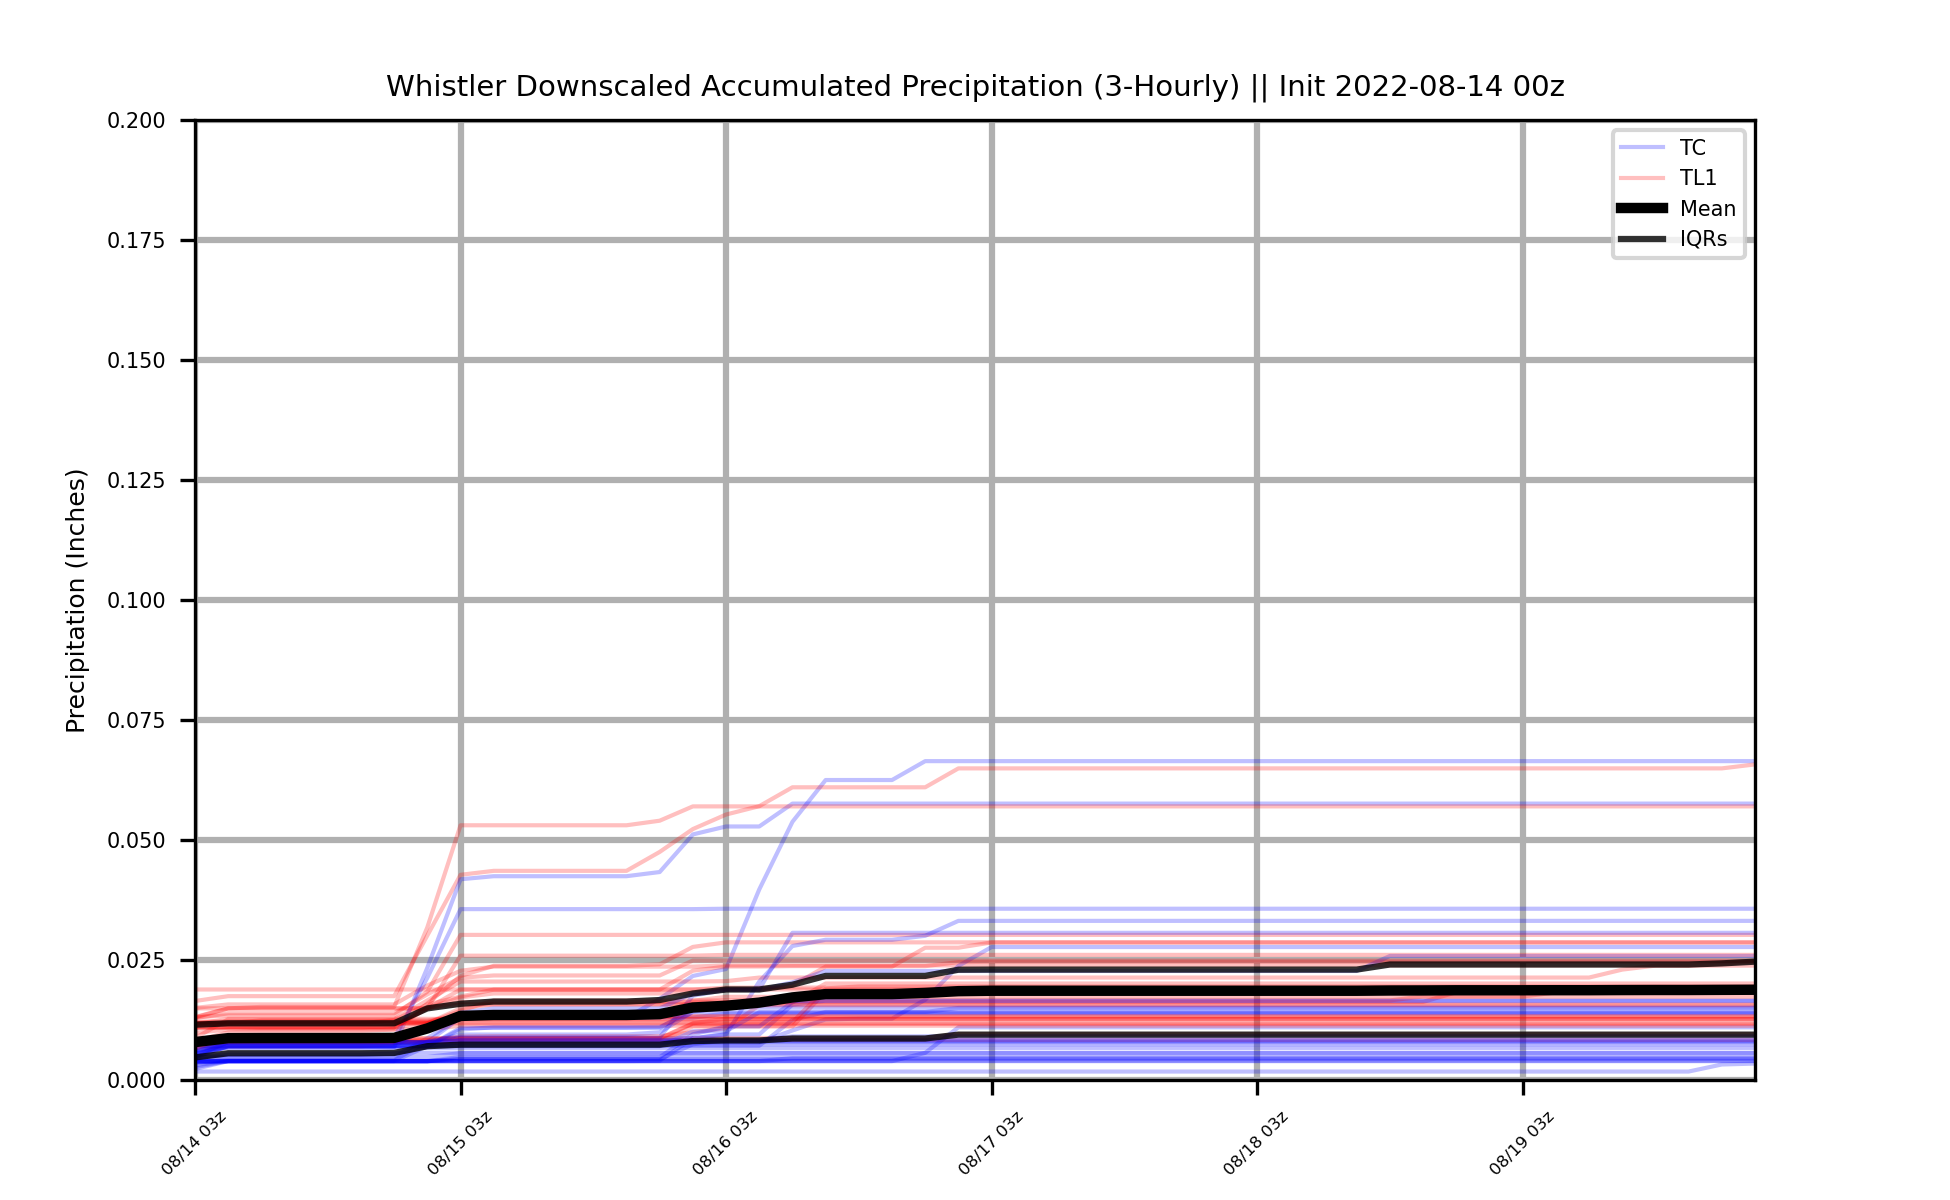 Whistler Downscaled Accumulated Precipitation (3-Hourly) || Init 2022-08-14 00z
TC
TL1
Mean
IQRs
Precipitation (Inches)
0.200
0.175
0.150
0.125
0.100
0.075
0.050
0.025
0.000
08/14 03z
08/15 03z
08/16 03z
08/17 03z
08/18 03z
08/19 03z